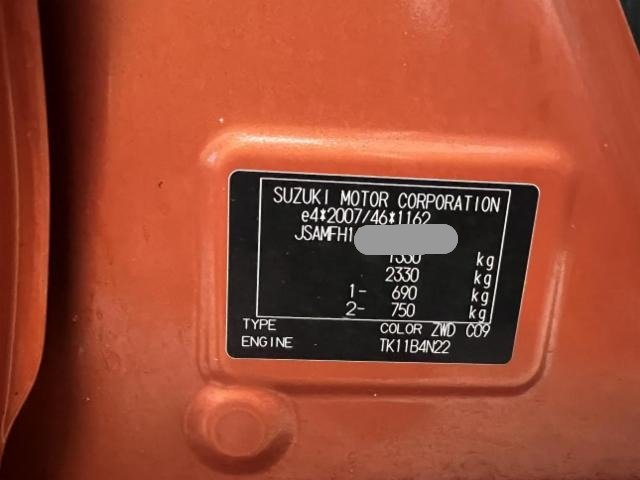 SUZUKI MOTOR CORPORATION
e4*2007/46*1162
JSAMFH1
1330 kg
2330 kg
1- 690 kg
2- 750 kg
TYPE COLOR ZWD C09
ENGINE TK11B4N22